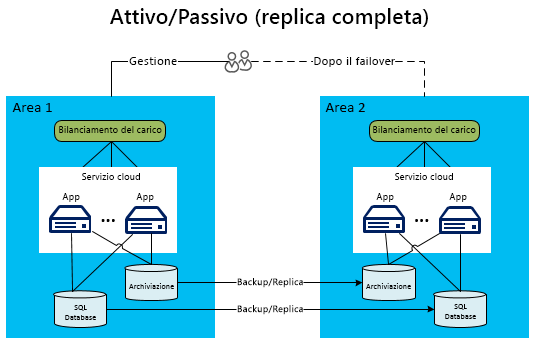 Attivo/Passivo (replica completa)
Gestione
Dopo il failover
Area 1
Area 2
Bilanciamento del carico
Bilanciamento del carico
Servizio cloud
Servizio cloud
App
App
App
App
...
...
Archiviazione
Backup/Replica
Archiviazione
SQL
Database
Backup/Replica
SQL
Database